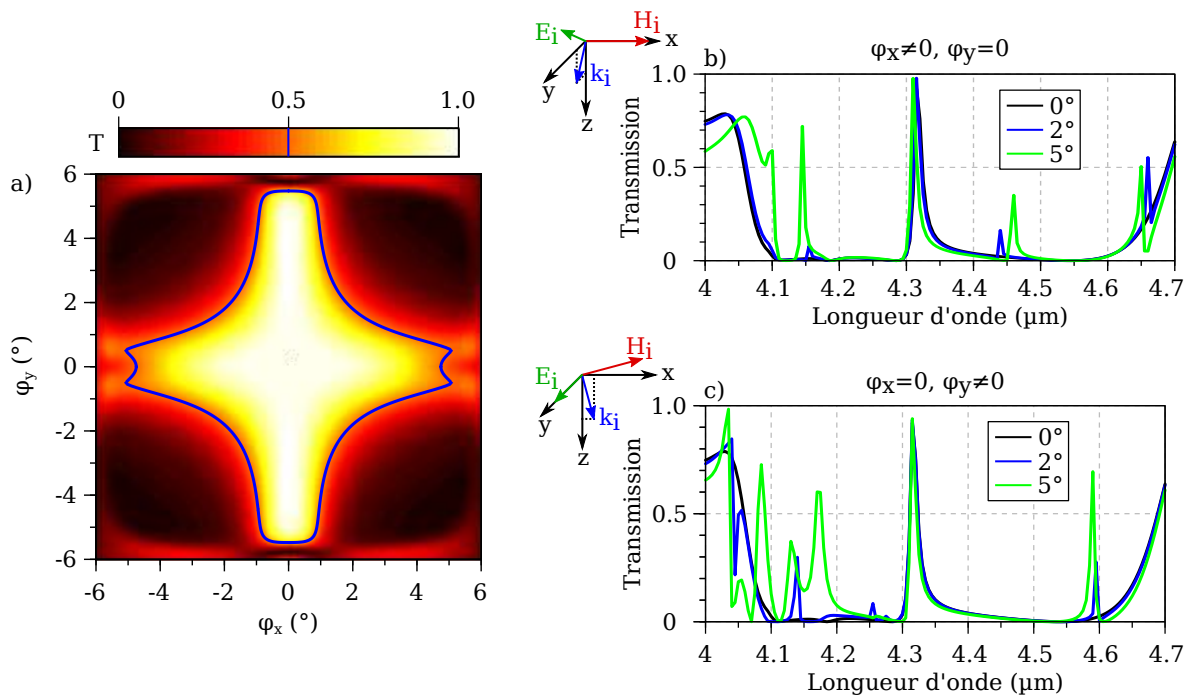 0 0.5 1.0
T
a)
6
4
2
0
-2
-4
-6
φy (°)
-6 -4 -2 0 2 4 6
φx (°)
Ei Hi x
ki
y
z
b) φx≠0, φy=0
1.0
0.5
0
Transmission
0°
2°
5°
4 4.1 4.2 4.3 4.4 4.5 4.6 4.7
Longueur d'onde (µm)
Hi
Ei x
ki
y
z
c) φx=0, φy≠0
1.0
0.5
0
Transmission
0°
2°
5°
4 4.1 4.2 4.3 4.4 4.5 4.6 4.7
Longueur d'onde (µm)